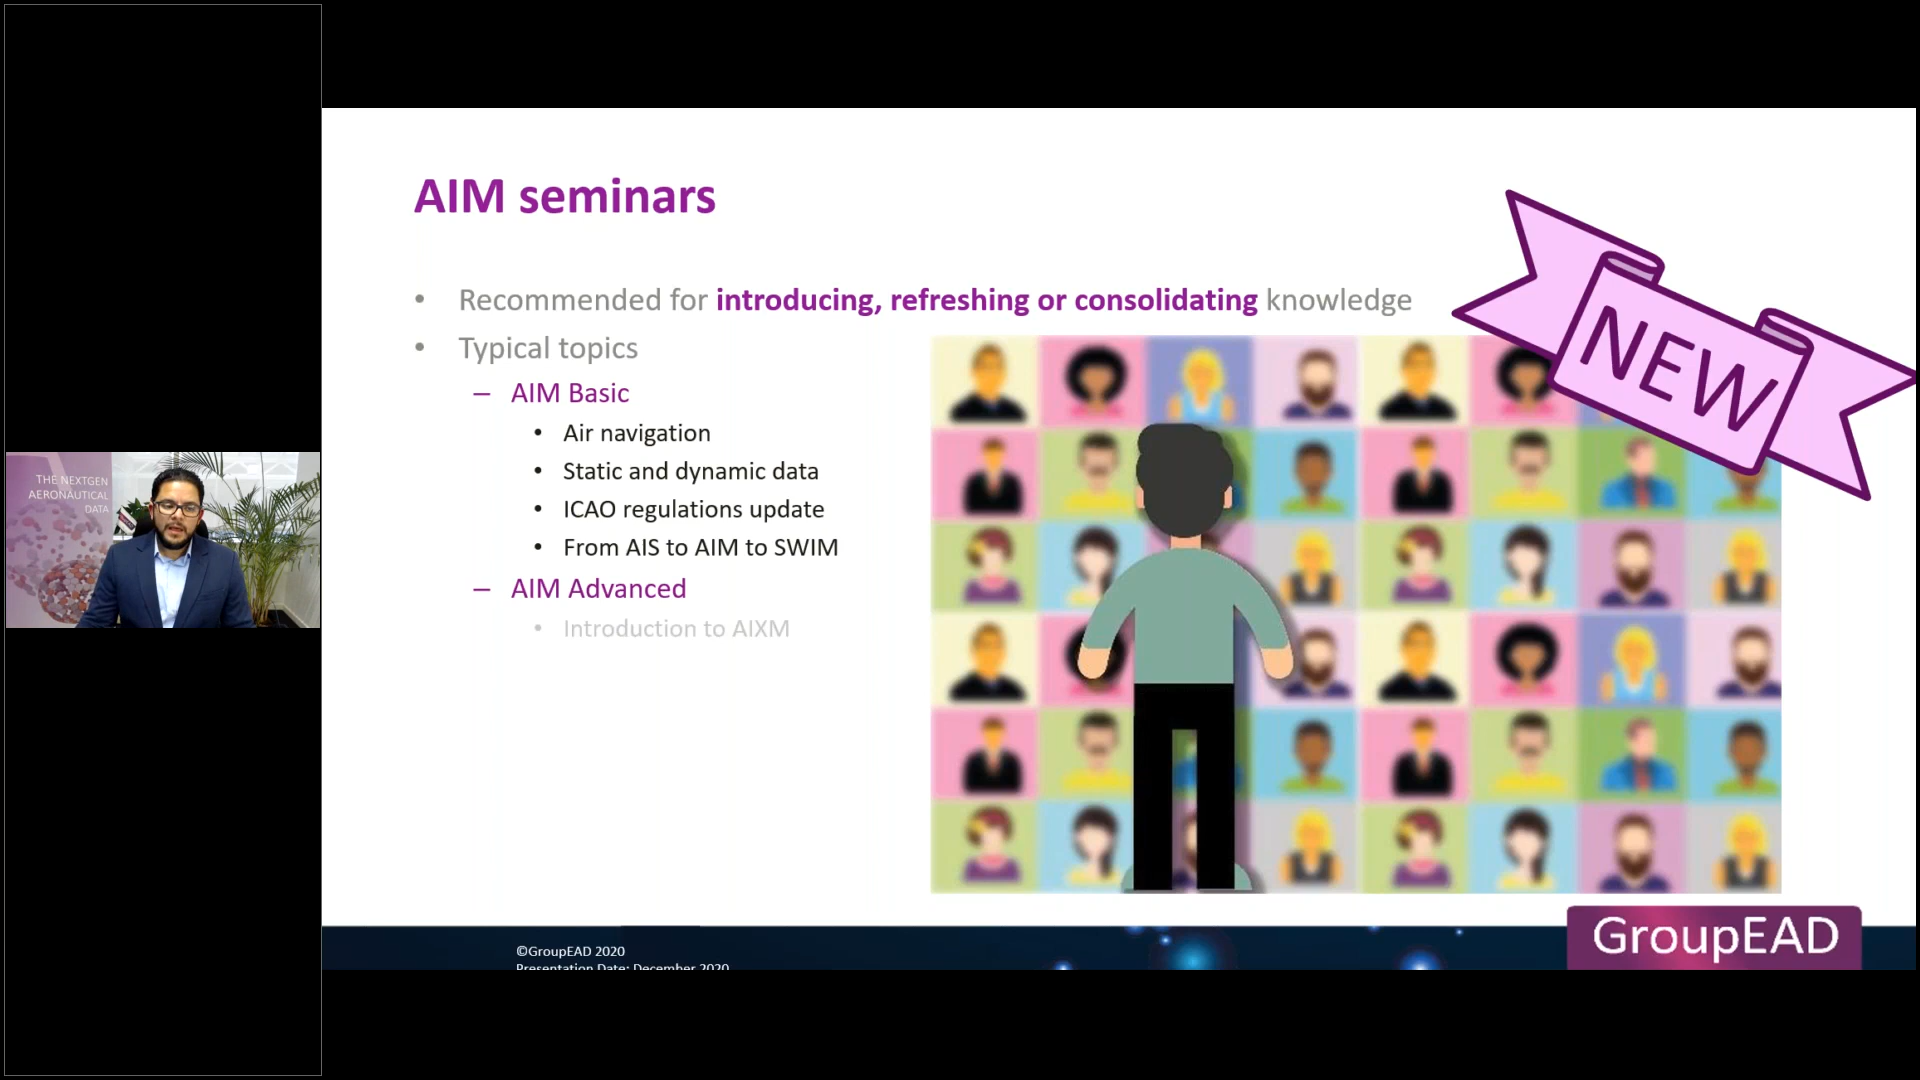 THE NEXTGEN
AERONAUTICAL
DATA
AIM seminars
• Recommended for introducing, refreshing or consolidating knowledge
• Typical topics
– AIM Basic
• Air navigation
• Static and dynamic data
• ICAO regulations update
• From AIS to AIM to SWIM
– AIM Advanced
• Introduction to AIXM
NEW
©GroupEAD 2020
Presentation Date: December 2020
GroupEAD